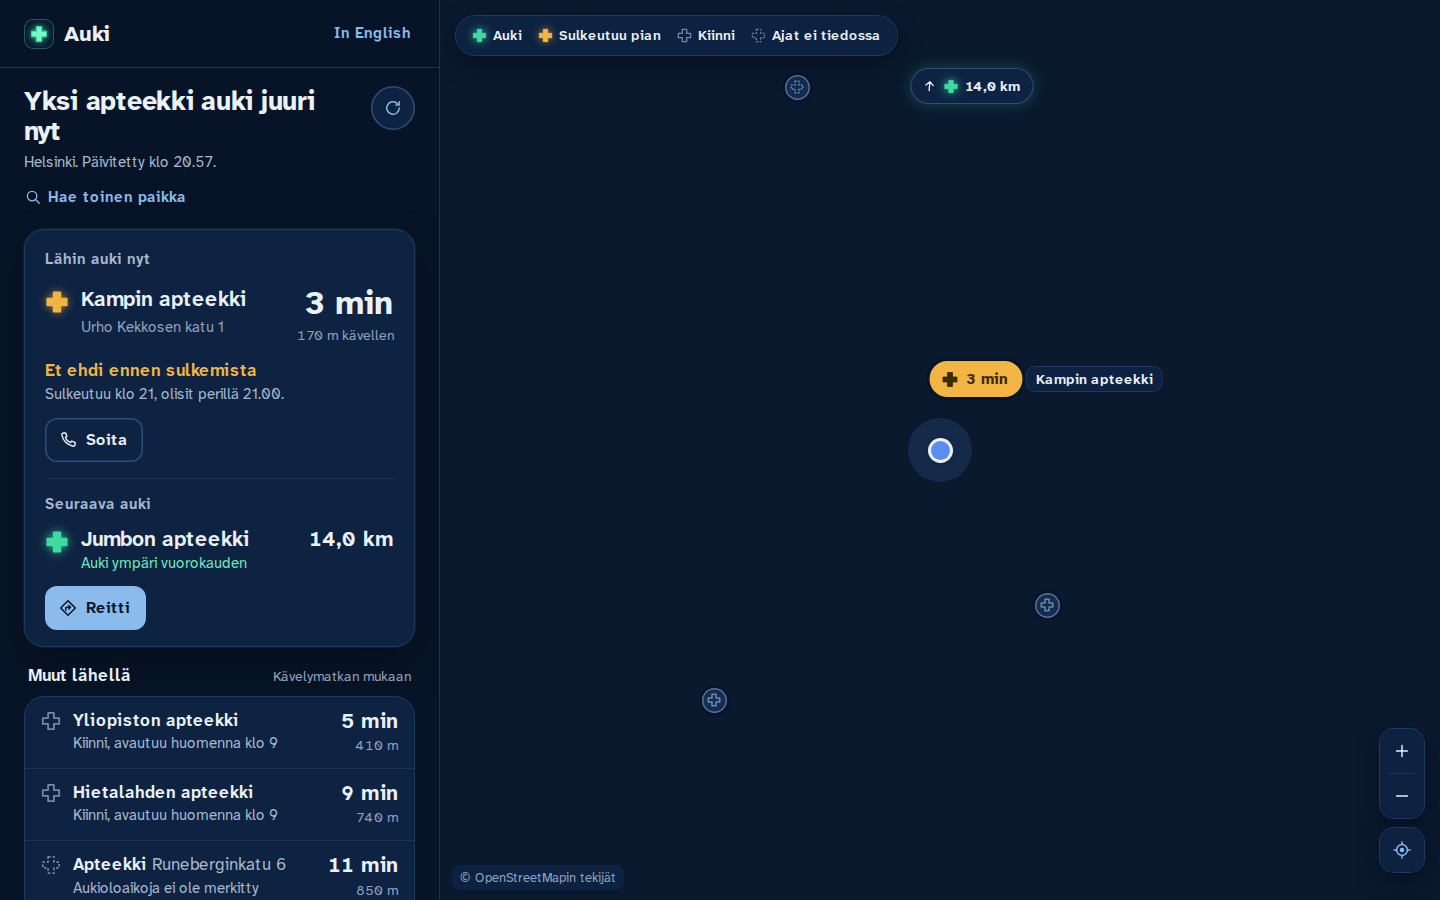 Auki
In English
Yksi apteekki auki juuri
nyt
Helsinki. Päivitetty klo 20.57.
Hae toinen paikka
Lähin auki nyt
Kampin apteekki
3 min
Urho Kekkosen katu 1
170 m kävellen
Et ehdi ennen sulkemista
Sulkeutuu klo 21, olisit perillä 21.00.
Soita
Seuraava auki
Jumbon apteekki
14,0 km
Auki ympäri vuorokauden
Reitti
Muut lähellä
Kävelymatkan mukaan
Yliopiston apteekki
5 min
Kiinni, avautuu huomenna klo 9
410 m
Hietalahden apteekki
9 min
Kiinni, avautuu huomenna klo 9
740 m
Apteekki Runeberginkatu 6
11 min
Aukioloaikoja ei ole merkitty
850 m
Auki
Sulkeutuu pian
Kiinni
Ajat ei tiedossa
14,0 km
3 min
Kampin apteekki
© OpenStreetMapin tekijät